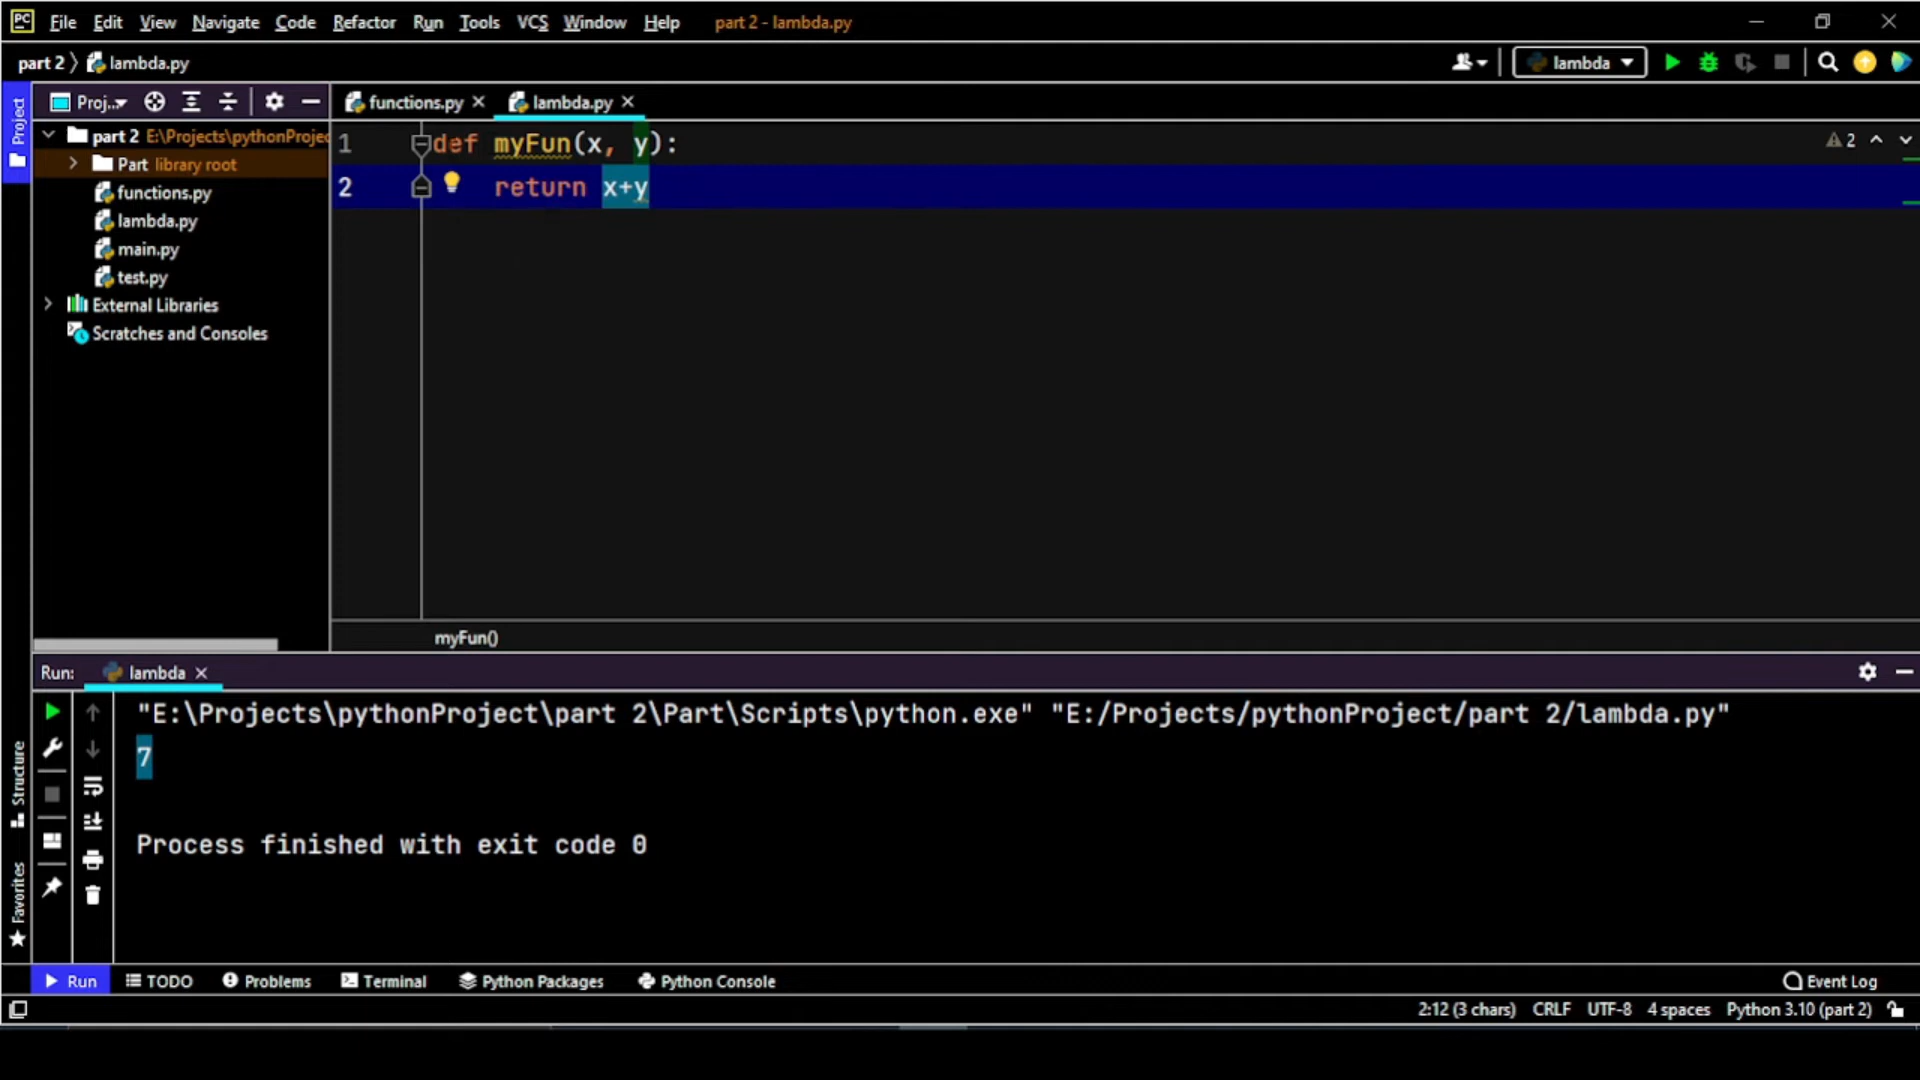 PC File Edit View Navigate Code Refactor Run Tools VCS Window Help part 2 - lambda.py
part 2 〉 lambda.py lambda
Project
Proj... functions.py lambda.py
part 2 E:\Projects\pythonProjec
Part library root
functions.py
lambda.py
main.py
test.py
External Libraries
Scratches and Consoles
1 def myFun(x, y):
2 return x+y
2
myFun()
Run: lambda
"E:\Projects\pythonProject\part 2\Part\Scripts\python.exe" "E:/Projects/pythonProject/part 2/lambda.py"
7
Process finished with exit code 0
Structure
Favorites
Run TODO Problems Terminal Python Packages Python Console Event Log
2:12 (3 chars) CRLF UTF-8 4 spaces Python 3.10 (part 2)